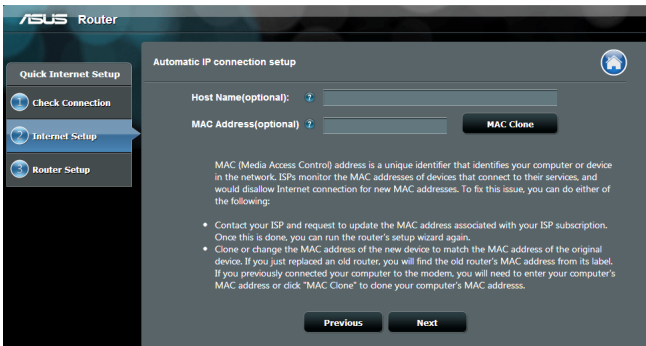 ASUS Router
Quick Internet Setup
1 Check Connection
2 Internet Setup
3 Router Setup
Automatic IP connection setup
Host Name(optional): ?
MAC Address(optional) ? MAC Clone
MAC (Media Access Control) address is a unique identifier that identifies your computer or device
in the network. ISPs monitor the MAC addresses of devices that connect to their services, and
would disallow Internet connection for new MAC addresses. To fix this issue, you can do either of
the following:
• Contact your ISP and request to update the MAC address associated with your ISP subscription.
Once this is done, you can run the router's setup wizard again.
• Clone or change the MAC address of the new device to match the MAC address of the original
device. If you just replaced an old router, you will find the old router's MAC address from its label.
If you previously connected your computer to the modem, you will need to enter your computer's
MAC address or click "MAC Clone" to clone your computer's MAC addresss.
Previous Next